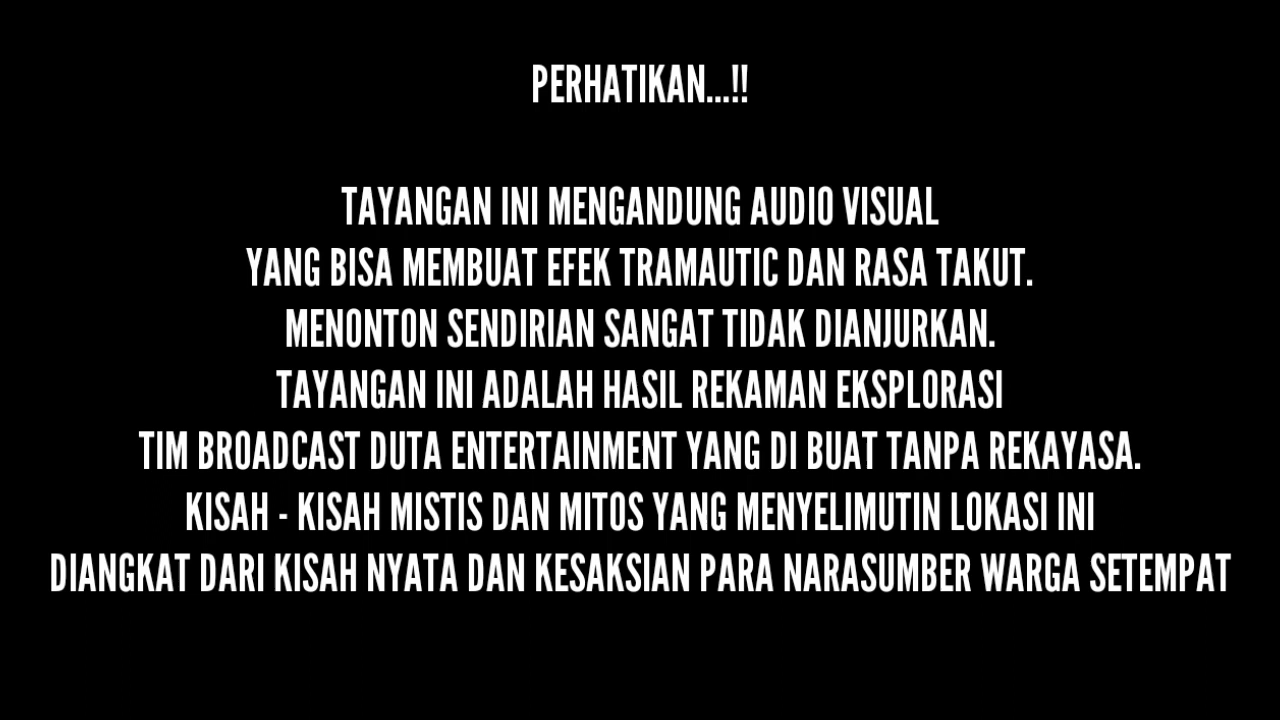 PERHATIKAN...!!
TAYANGAN INI MENGANDUNG AUDIO VISUAL
YANG BISA MEMBUAT EFEK TRAMAUTIC DAN RASA TAKUT.
MENONTON SENDIRIAN SANGAT TIDAK DIANJURKAN.
TAYANGAN INI ADALAH HASIL REKAMAN EKSPLORASI
TIM BROADCAST DUTA ENTERTAINMENT YANG DI BUAT TANPA REKAYASA.
KISAH - KISAH MISTIS DAN MITOS YANG MENYELIMUTIN LOKASI INI
DIANGKAT DARI KISAH NYATA DAN KESAKSIAN PARA NARASUMBER WARGA SETEMPAT